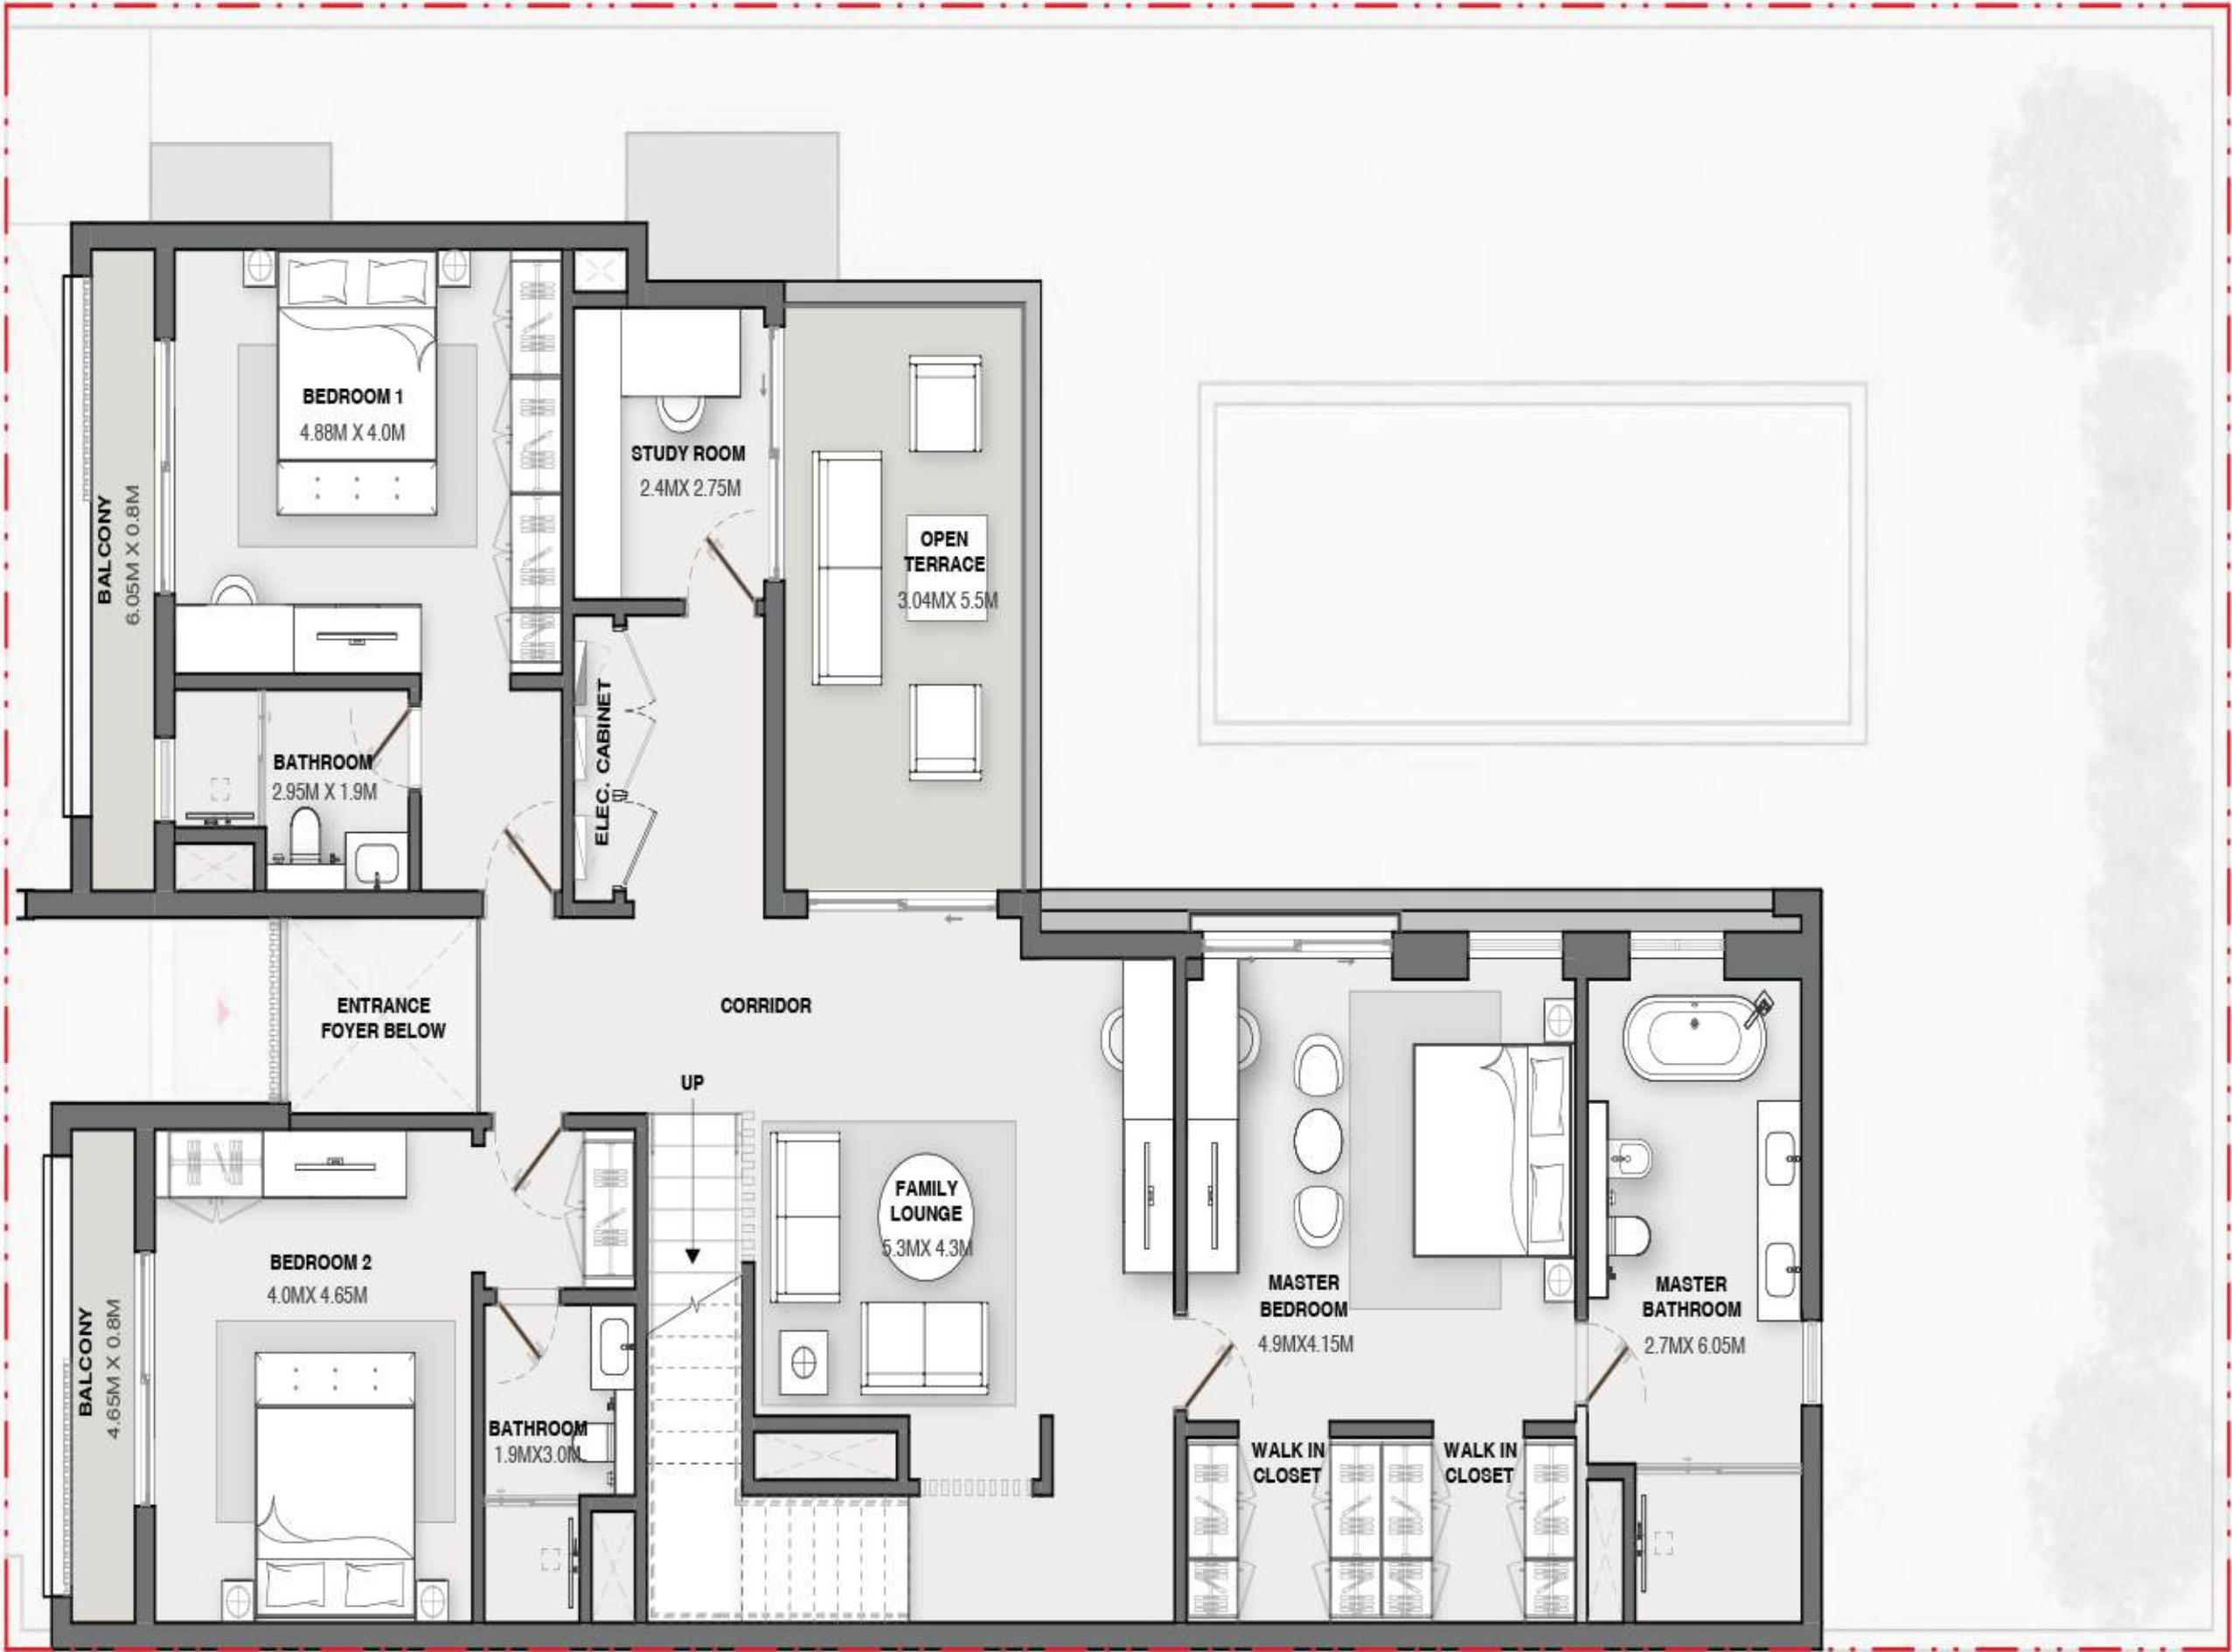 BEDROOM 1
4.88M X 4.0M
STUDY ROOM
2.4MX 2.75M
BALCONY
6.05M X 0.8M
OPEN
TERRACE
3.04MX 5.5M
ELEC. CABINET
BATHROOM
2.95M X 1.9M
ENTRANCE
FOYER BELOW
CORRIDOR
UP
FAMILY
LOUNGE
5.3MX 4.3M
BEDROOM 2
4.0MX 4.65M
BALCONY
4.65M X 0.8M
MASTER
BEDROOM
4.9MX4.15M
MASTER
BATHROOM
2.7MX 6.05M
BATHROOM
1.9MX3.0M
WALK IN
CLOSET
WALK IN
CLOSET